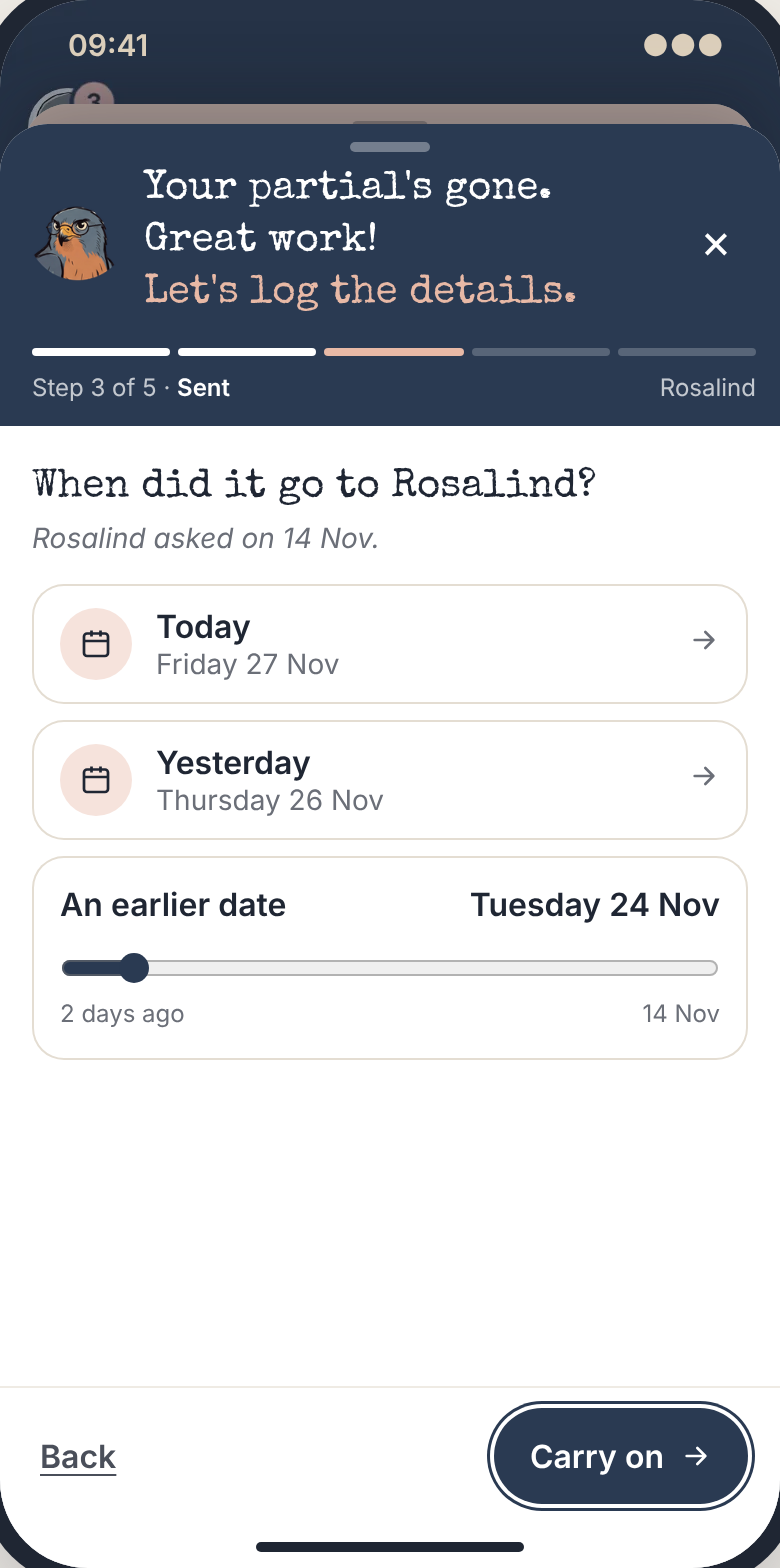 09:41
3
Your partial's gone.
Great work!
Let's log the details.
Step 3 of 5 · Sent
Rosalind
When did it go to Rosalind?
Rosalind asked on 14 Nov.
Today
Friday 27 Nov
Yesterday
Thursday 26 Nov
An earlier date
Tuesday 24 Nov
2 days ago
14 Nov
Back
Carry on